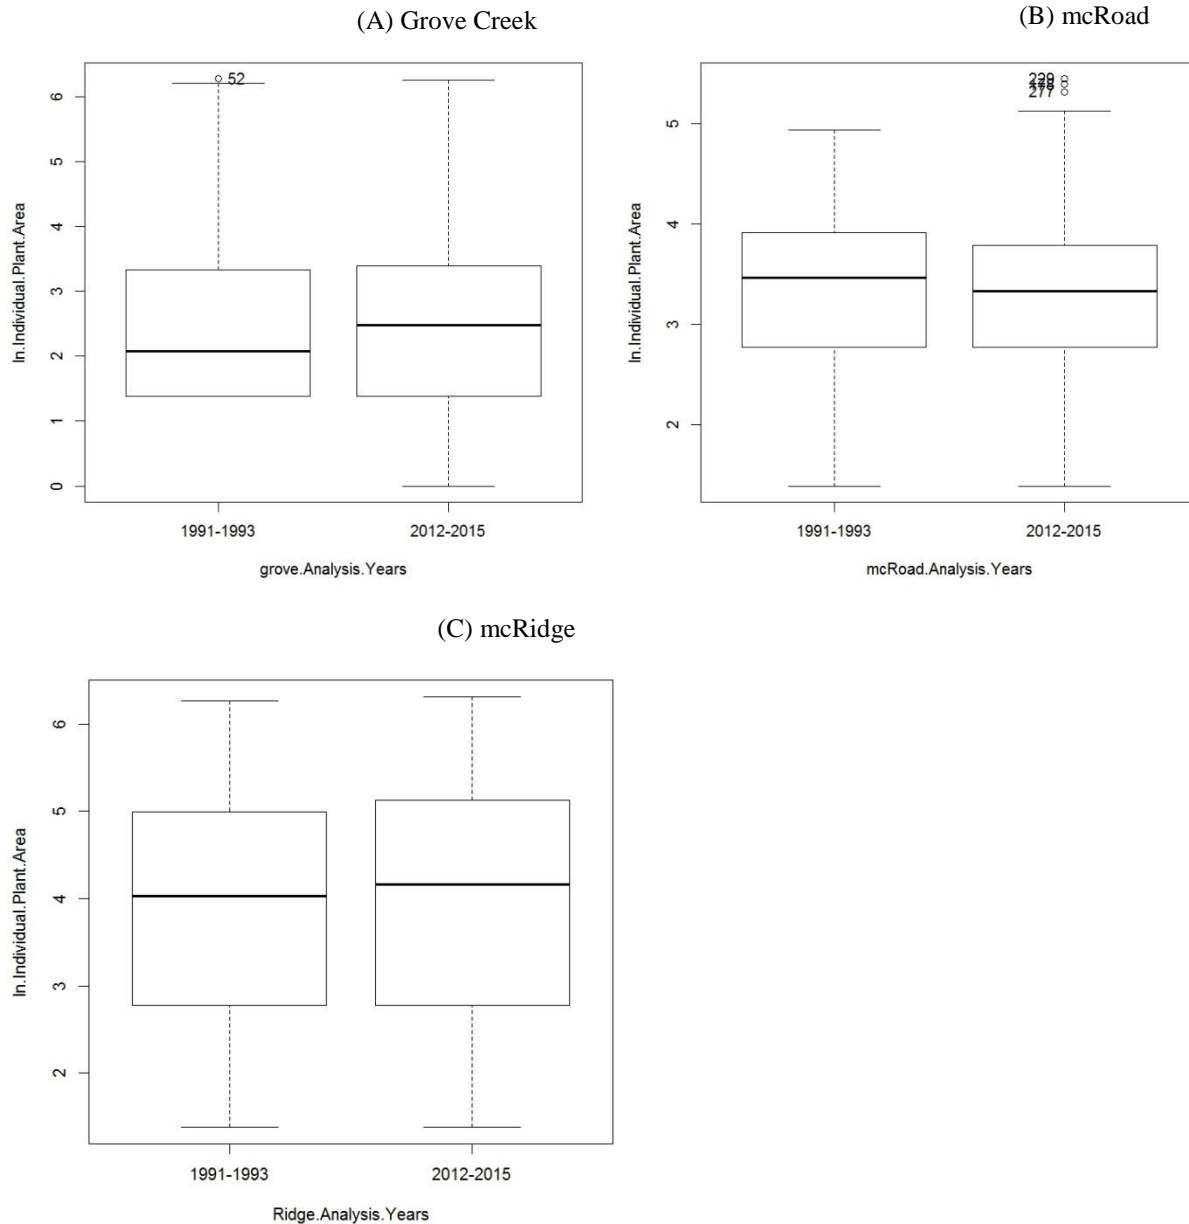 (A) Grove Creek
ln.Individual.Plant.Area
6
5
4
3
2
1
0
52
1991-1993 2012-2015
grove.Analysis.Years
(B) mcRoad
ln.Individual.Plant.Area
5
4
3
2
229
277
1991-1993 2012-2015
mcRoad.Analysis.Years
(C) mcRidge
ln.Individual.Plant.Area
6
5
4
3
2
1991-1993 2012-2015
Ridge.Analysis.Years